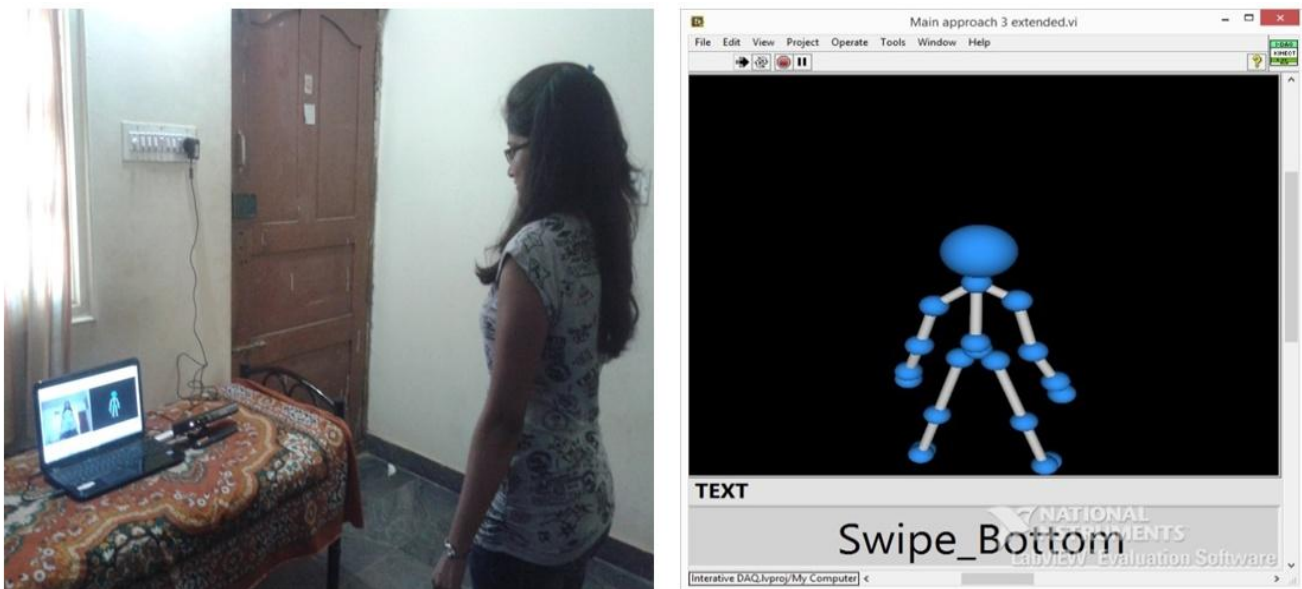 Main approach 3 extended.vi
File Edit View Project Operate Tools Window Help
TEXT
Swipe_Bottom
NATIONAL
INSTRUMENTS
LabVIEW Evaluation Software
Interative DAQ.lvproj/My Computer